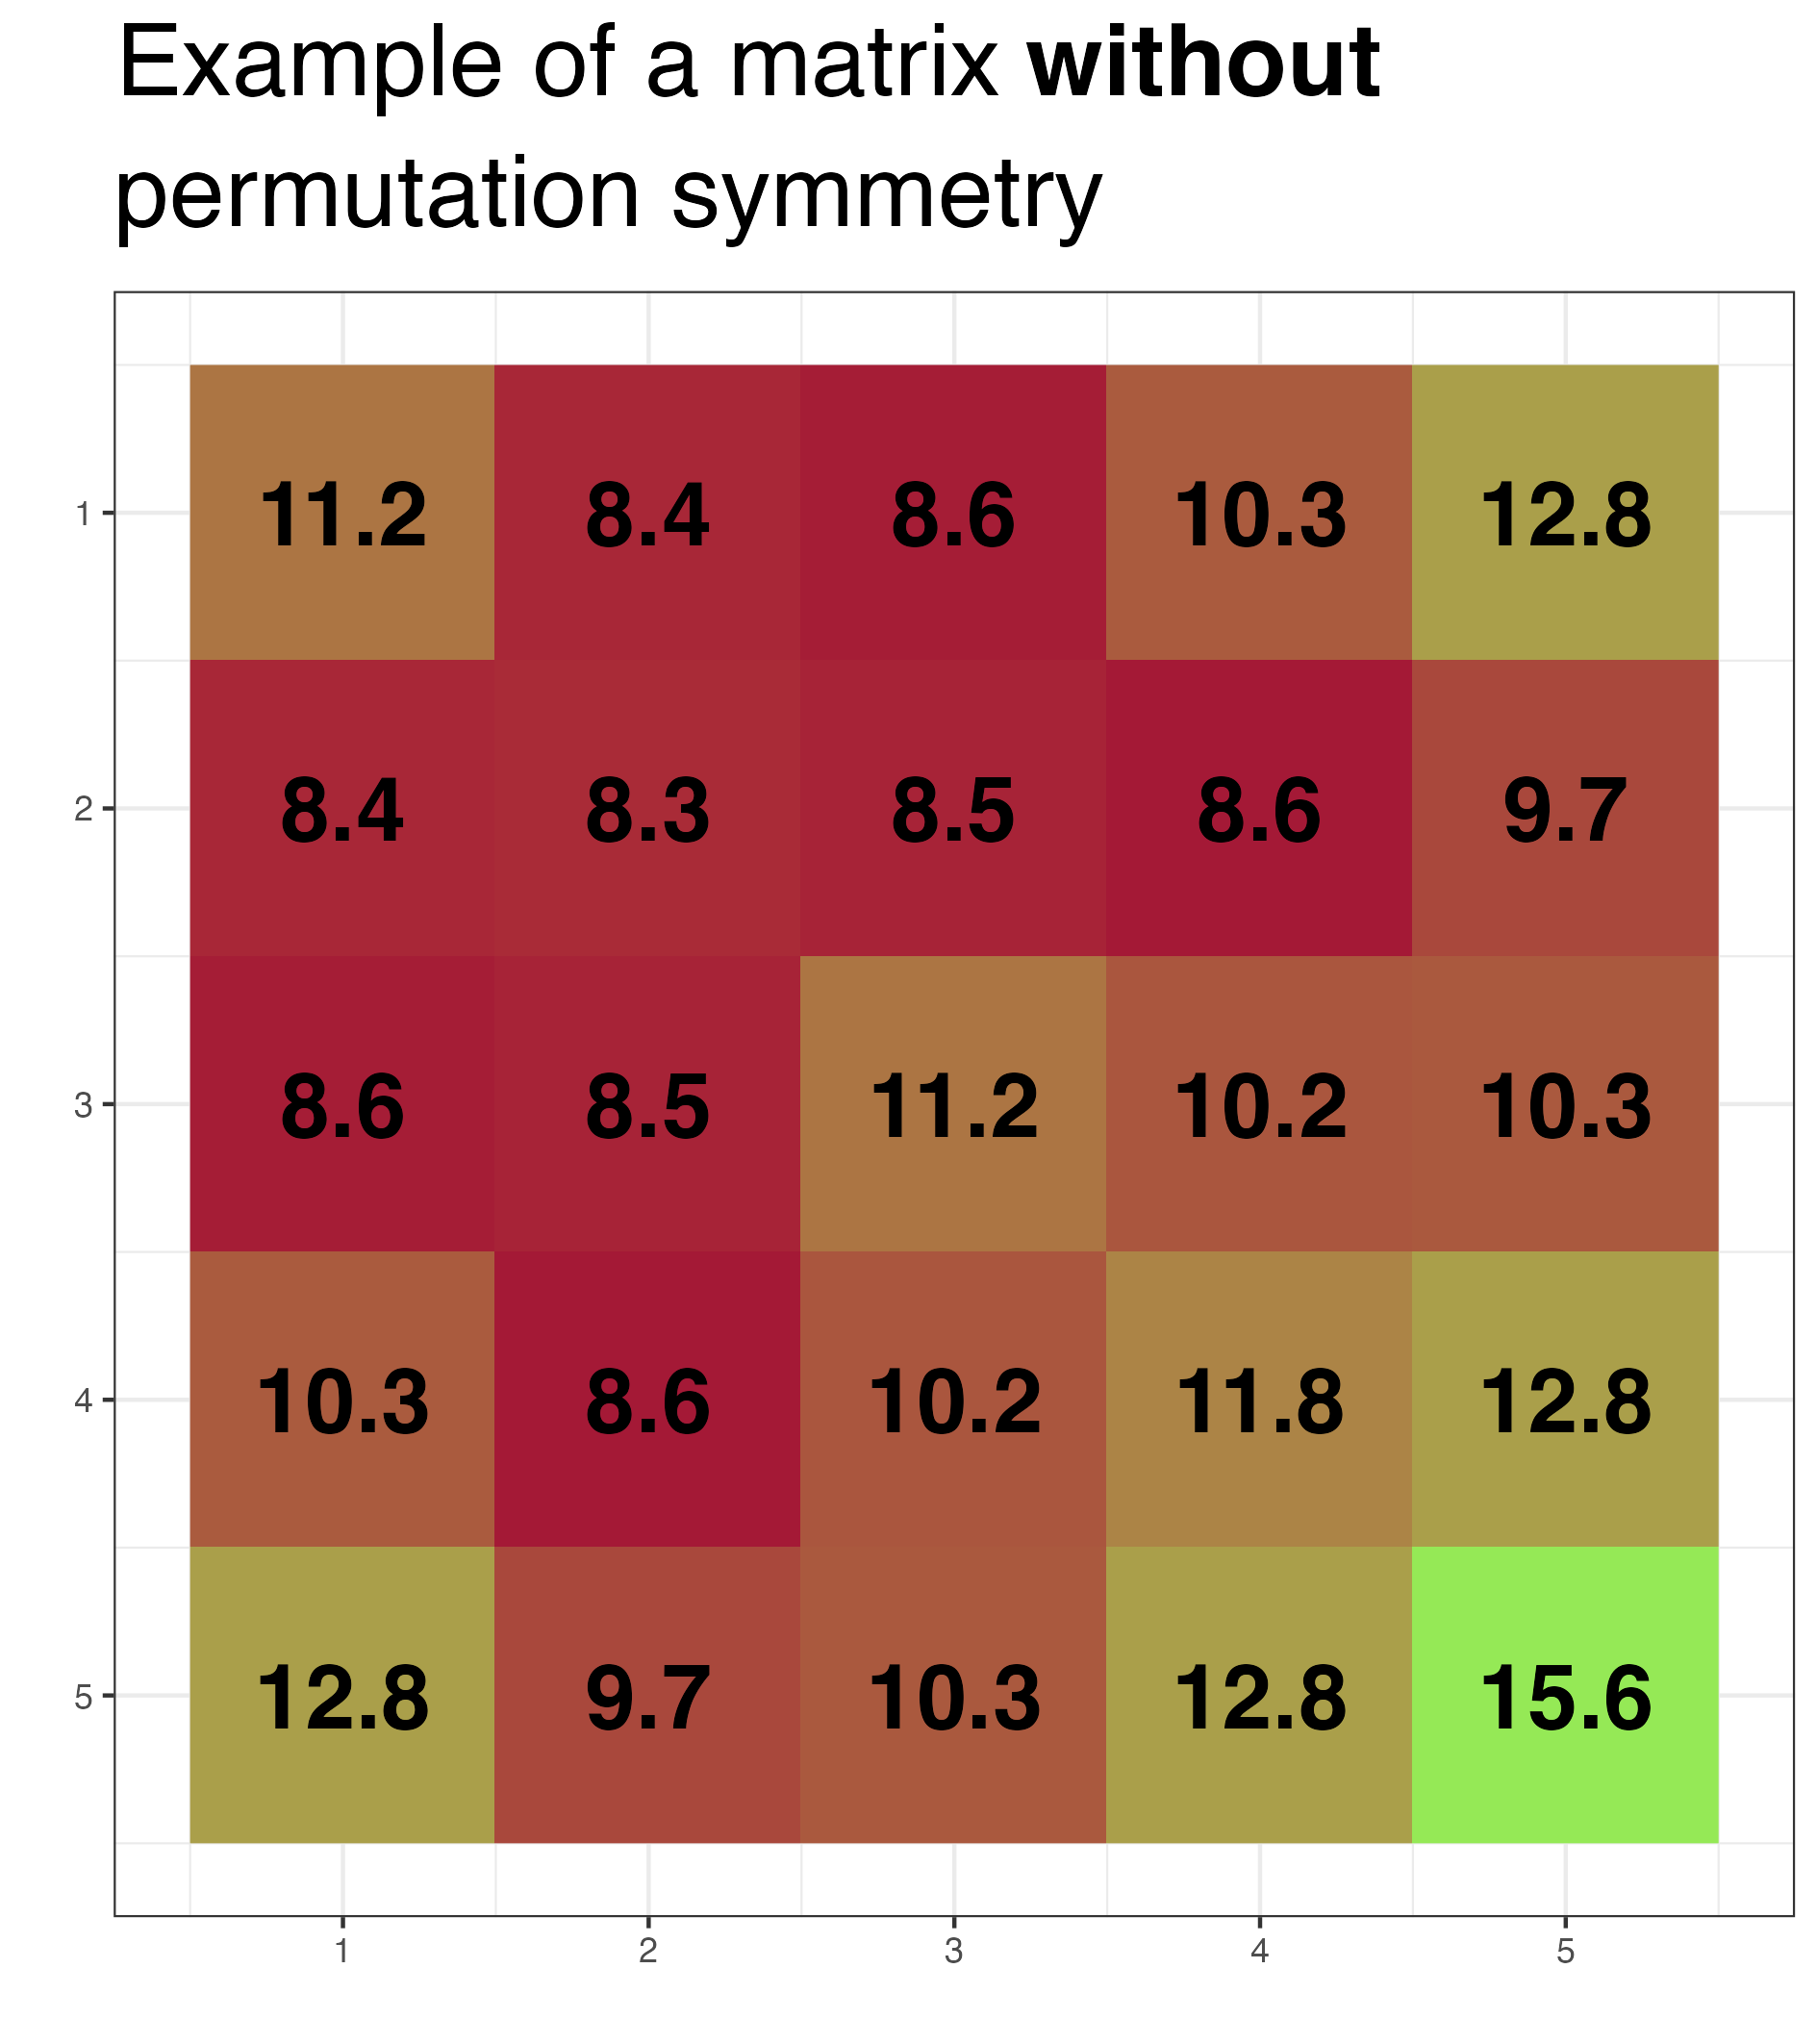 Example of a matrix without
permutation symmetry
1 11.2 8.4 8.6 10.3 12.8
2 8.4 8.3 8.5 8.6 9.7
3 8.6 8.5 11.2 10.2 10.3
4 10.3 8.6 10.2 11.8 12.8
5 12.8 9.7 10.3 12.8 15.6
1 2 3 4 5